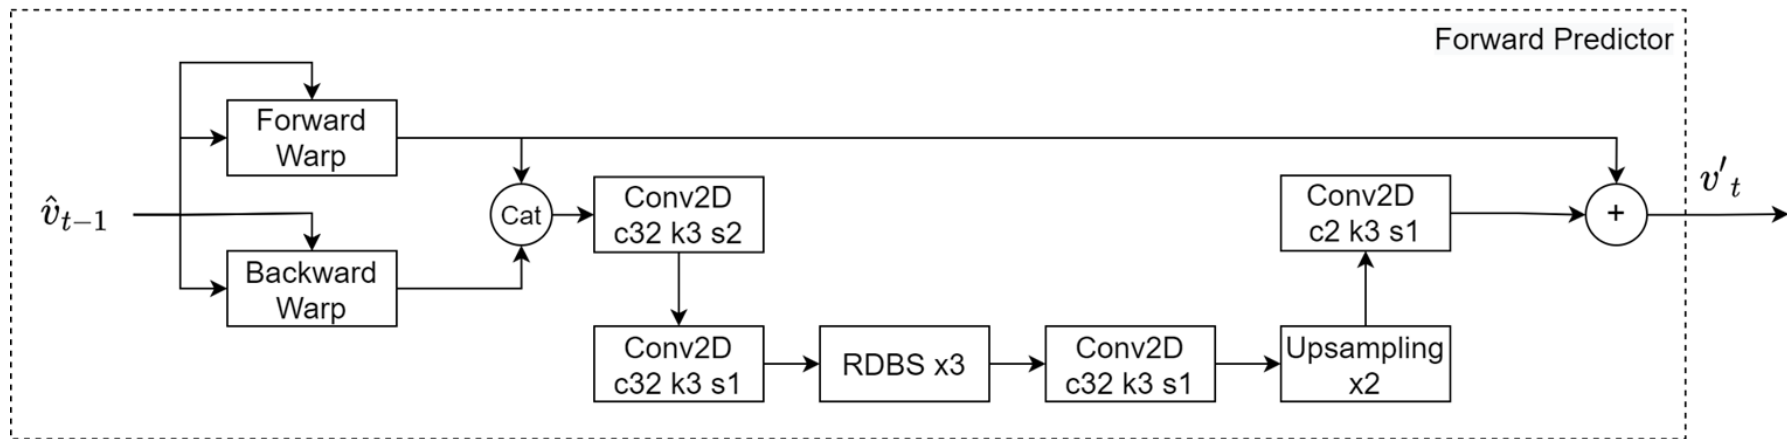 Forward Predictor
Forward
Warp
v̂ₜ₋₁
Backward
Warp
Cat
Conv2D
c32 k3 s2
Conv2D
c32 k3 s1
RDBS x3
Conv2D
c32 k3 s1
Upsampling
x2
Conv2D
c2 k3 s1
+
v′ₜ